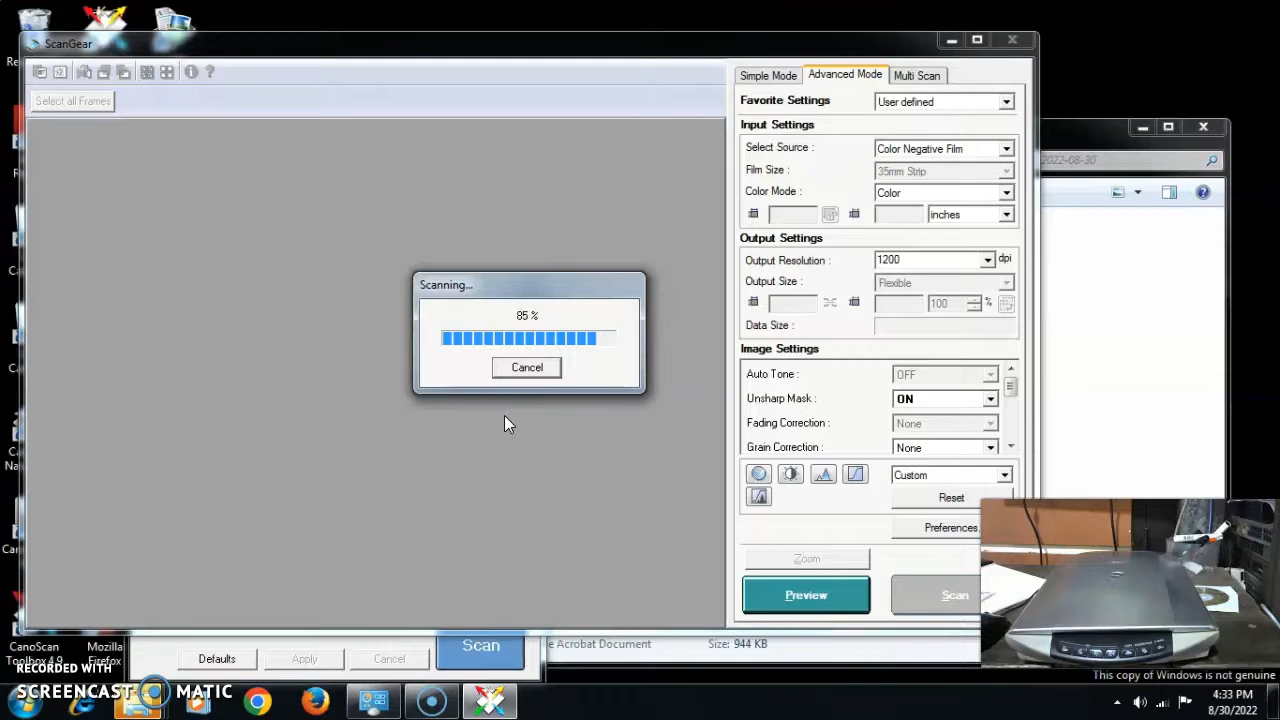 ScanGear
Select all Frames
Simple Mode Advanced Mode Multi Scan
Favorite Settings User defined
Input Settings
Select Source : Color Negative Film
Film Size : 35mm Strip
Color Mode : Color
inches
Output Settings
Output Resolution : 1200 dpi
Output Size : Flexible
100 %
Data Size :
Image Settings
Auto Tone : OFF
Unsharp Mask : ON
Fading Correction : None
Grain Correction : None
Custom
Reset
Preferences.
Zoom
Preview Scan
Scanning...
85 %
Cancel
2022-08-30
Defaults Apply Cancel Scan
e Acrobat Document Size: 944 KB
CanoScan Toolbox 4.9
Mozilla Firefox
RECORDED WITH
SCREENCAST MATIC
This copy of Windows is not genuine
4:33 PM
8/30/2022